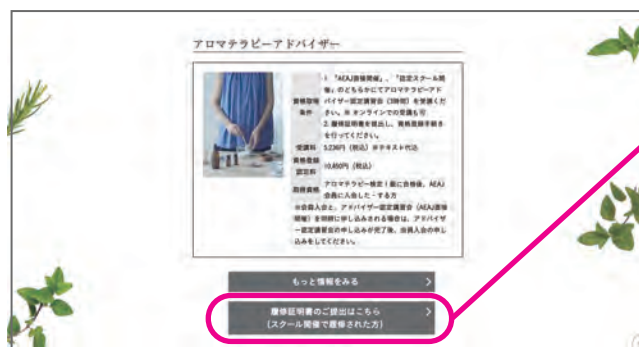 アロマテラピーアドバイザー
資格取得条件
1 「AEAJ直接開催」、「認定スクール開
催」のどちらかにてアロマテラピーアド
バイザー認定講習会（3時間）を受講くだ
さい。※ オンラインでの受講も可
2. 履修証明書を提出し、資格登録手続き
を行ってください。
受講料 5,236円（税込）※テキスト代込
資格登録認定料 10,450円（税込）
取得資格
アロマテラピー検定1級に合格後、AEAJ
会員に入会した・する方
※会員入会と、アドバイザー認定講習会（AEAJ直接
開催）を同時に申し込みされる場合は、アドバイザ
ー認定講習会の申し込みが完了後、会員入会の申し
込みをしてください。
もっと情報をみる
履修証明書のご提出はこちら
(スクール開催で履修された方)